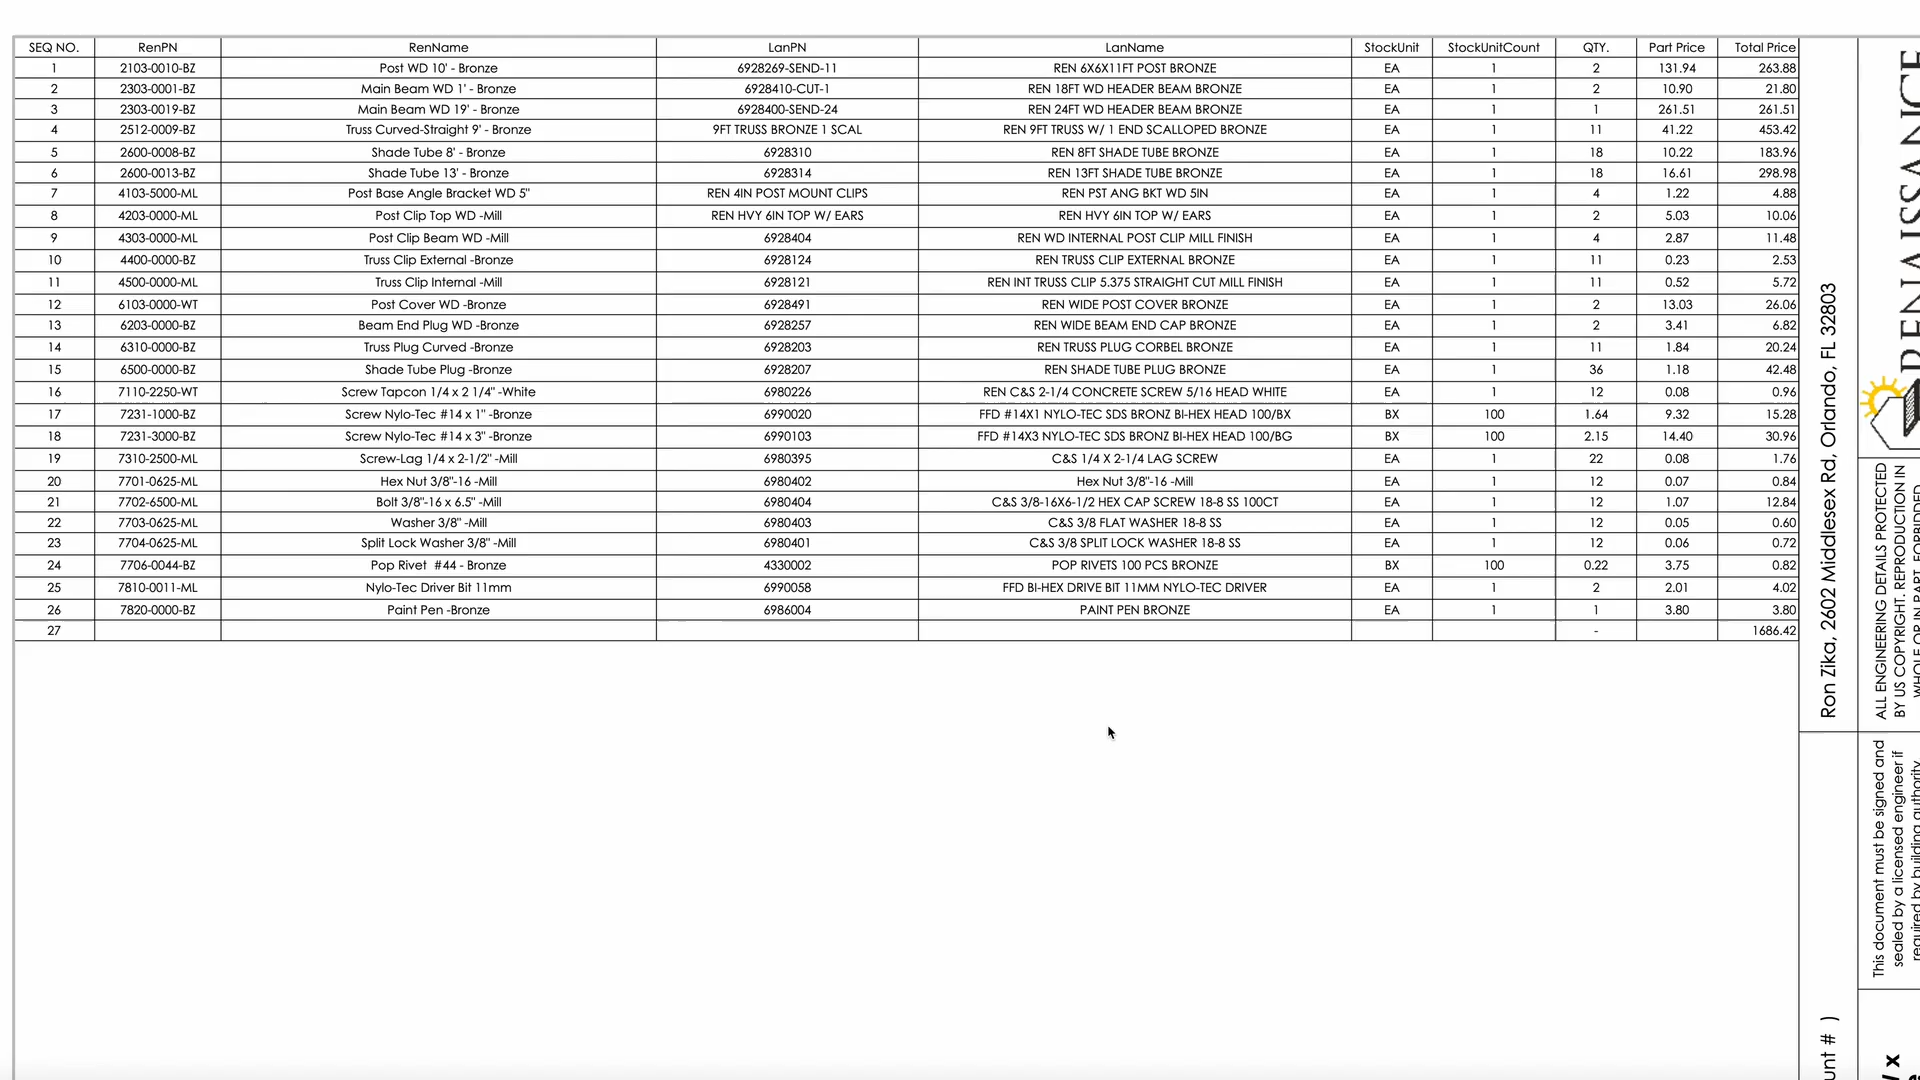 SEQ NO. RenPN RenName LanPN LanName StockUnit StockUnitCount QTY. Part Price Total Price
1 2103-0010-BZ Post WD 10' - Bronze 6928269-SEND-11 REN 6X6X11FT POST BRONZE EA 1 2 131.94 263.88
2 2303-0001-BZ Main Beam WD 1' - Bronze 6928410-CUT-1 REN 18FT WD HEADER BEAM BRONZE EA 1 2 10.90 21.80
3 2303-0019-BZ Main Beam WD 19' - Bronze 6928400-SEND-24 REN 24FT WD HEADER BEAM BRONZE EA 1 1 261.51 261.51
4 2512-0009-BZ Truss Curved-Straight 9' - Bronze 9FT TRUSS BRONZE 1 SCAL REN 9FT TRUSS W/ 1 END SCALLOPED BRONZE EA 1 11 41.22 453.42
5 2600-0008-BZ Shade Tube 8' - Bronze 6928310 REN 8FT SHADE TUBE BRONZE EA 1 18 10.22 183.96
6 2600-0013-BZ Shade Tube 13' - Bronze 6928314 REN 13FT SHADE TUBE BRONZE EA 1 18 16.61 298.98
7 4103-5000-ML Post Base Angle Bracket WD 5" REN 4IN POST MOUNT CLIPS REN PST ANG BKT WD 5IN EA 1 4 1.22 4.88
8 4203-0000-ML Post Clip Top WD -Mill REN HVY 6IN TOP W/ EARS REN HVY 6IN TOP W/ EARS EA 1 2 5.03 10.06
9 4303-0000-ML Post Clip Beam WD -Mill 6928404 REN WD INTERNAL POST CLIP MILL FINISH EA 1 4 2.87 11.48
10 4400-0000-BZ Truss Clip External -Bronze 6928124 REN TRUSS CLIP EXTERNAL BRONZE EA 1 11 0.23 2.53
11 4500-0000-ML Truss Clip Internal -Mill 6928121 REN INT TRUSS CLIP 5.375 STRAIGHT CUT MILL FINISH EA 1 11 0.52 5.72
12 6103-0000-WT Post Cover WD -Bronze 6928491 REN WIDE POST COVER BRONZE EA 1 2 13.03 26.06
13 6203-0000-BZ Beam End Plug WD -Bronze 6928257 REN WIDE BEAM END CAP BRONZE EA 1 2 3.41 6.82
14 6310-0000-BZ Truss Plug Curved -Bronze 6928203 REN TRUSS PLUG CORBEL BRONZE EA 1 11 1.84 20.24
15 6500-0000-BZ Shade Tube Plug -Bronze 6928207 REN SHADE TUBE PLUG BRONZE EA 1 36 1.18 42.48
16 7110-2250-WT Screw Tapcon 1/4 x 2 1/4" -White 6980226 REN C&S 2-1/4 CONCRETE SCREW 5/16 HEAD WHITE EA 1 12 0.08 0.96
17 7231-1000-BZ Screw Nylo-Tec #14 x 1" -Bronze 6990020 FFD #14X1 NYLO-TEC SDS BRONZ BI-HEX HEAD 100/BX BX 100 1.64 9.32 15.28
18 7231-3000-BZ Screw Nylo-Tec #14 x 3" -Bronze 6990103 FFD #14X3 NYLO-TEC SDS BRONZ BI-HEX HEAD 100/BG BX 100 2.15 14.40 30.96
19 7310-2500-ML Screw-Lag 1/4 x 2-1/2" -Mill 6980395 C&S 1/4 X 2-1/4 LAG SCREW EA 1 22 0.08 1.76
20 7701-0625-ML Hex Nut 3/8"-16 -Mill 6980402 Hex Nut 3/8"-16 -Mill EA 1 12 0.07 0.84
21 7702-6500-ML Bolt 3/8"-16 x 6.5" -Mill 6980404 C&S 3/8-16X6-1/2 HEX CAP SCREW 18-8 SS 100CT EA 1 12 1.07 12.84
22 7703-0625-ML Washer 3/8" -Mill 6980403 C&S 3/8 FLAT WASHER 18-8 SS EA 1 12 0.05 0.60
23 7704-0625-ML Split Lock Washer 3/8" -Mill 6980401 C&S 3/8 SPLIT LOCK WASHER 18-8 SS EA 1 12 0.06 0.72
24 7706-0044-BZ Pop Rivet #44 - Bronze 4330002 POP RIVETS 100 PCS BRONZE BX 100 0.22 3.75 0.82
25 7810-0011-ML Nylo-Tec Driver Bit 11mm 6990058 FFD BI-HEX DRIVE BIT 11MM NYLO-TEC DRIVER EA 1 2 2.01 4.02
26 7820-0000-BZ Paint Pen -Bronze 6986004 PAINT PEN BRONZE EA 1 1 3.80 3.80
27 - 1686.42
Ron Zika, 2602 Middlesex Rd, Orlando, FL 32803
RENAISSANCE
ALL ENGINEERING DETAILS PROTECTED
BY US COPYRIGHT. REPRODUCTION IN
WHOLE OR IN PART, FORBIDDEN
This document must be signed and
sealed by a licensed engineer if
required by building authority
unt # )